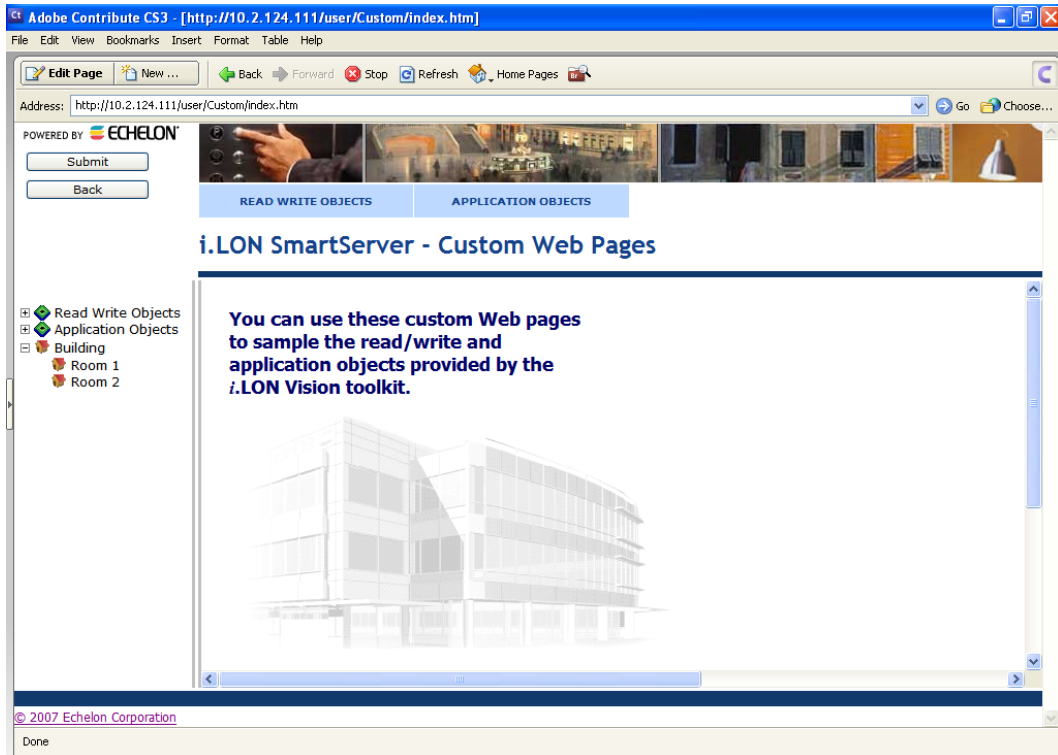 Ct Adobe Contribute CS3 - [http://10.2.124.111/user/Custom/index.htm]
File Edit View Bookmarks Insert Format Table Help
Edit Page New ... Back Forward Stop Refresh Home Pages Br
Address: http://10.2.124.111/user/Custom/index.htm Go Choose...
POWERED BY ECHELON
Submit
Back
READ WRITE OBJECTS APPLICATION OBJECTS
i.LON SmartServer - Custom Web Pages
Read Write Objects
Application Objects
Building
Room 1
Room 2
You can use these custom Web pages
to sample the read/write and
application objects provided by the
i.LON Vision toolkit.
© 2007 Echelon Corporation
Done